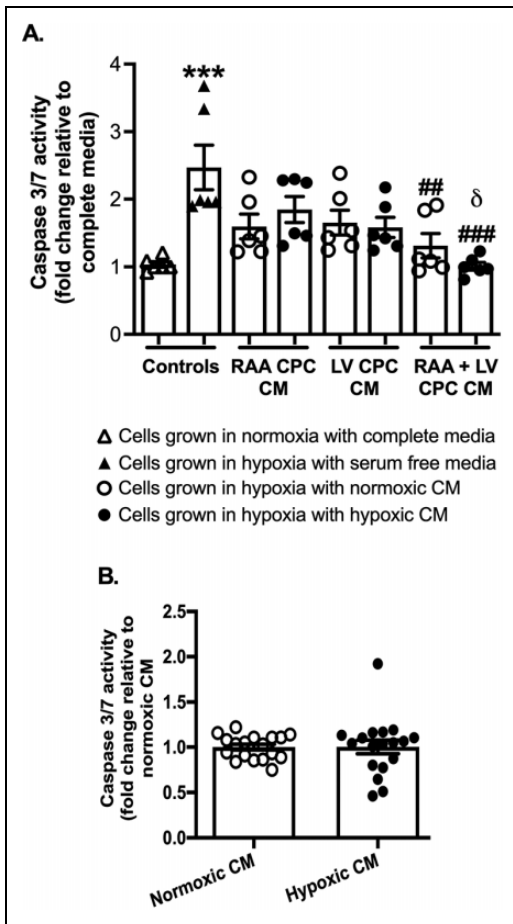 A.
Caspase 3/7 activity
(fold change relative to
complete media)
4
3
2
1
0
***
##
δ
###
Controls
RAA CPC
CM
LV CPC
CM
RAA + LV
CPC CM
Cells grown in normoxia with complete media
Cells grown in hypoxia with serum free media
Cells grown in hypoxia with normoxic CM
Cells grown in hypoxia with hypoxic CM
B.
Caspase 3/7 activity
(fold change relative to
normoxic CM
2.5
2.0
1.5
1.0
0.5
0.0
Normoxic CM
Hypoxic CM